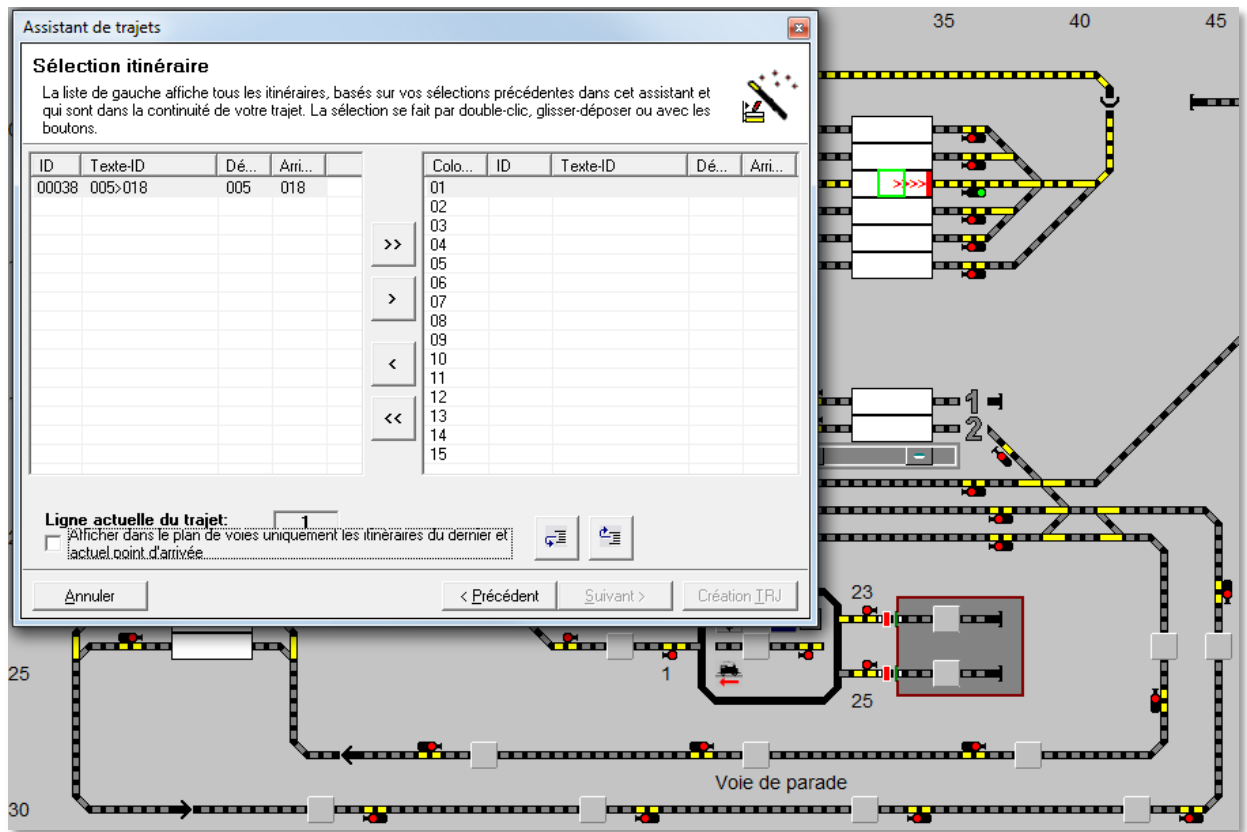 Assistant de trajets
35 40 45
Sélection itinéraire
La liste de gauche affiche tous les itinéraires, basés sur vos sélections précédentes dans cet assistant et
qui sont dans la continuité de votre trajet. La sélection se fait par double-clic, glisser-déposer ou avec les
boutons.
ID Texte-ID Dé... Arri... Colo... ID Texte-ID Dé... Arri...
00038 005>018 005 018 01
>>>>
02
03
>> 04
05
06
> 07
08
09
< 10
11
12
1
<< 13
2
14
15
Ligne actuelle du trajet: 1
Afficher dans le plan de voies uniquement les itinéraires du dernier et
actuel point d'arrivée
Annuler < Précédent Suivant > Création TRJ
23
25 1
25
Voie de parade
30